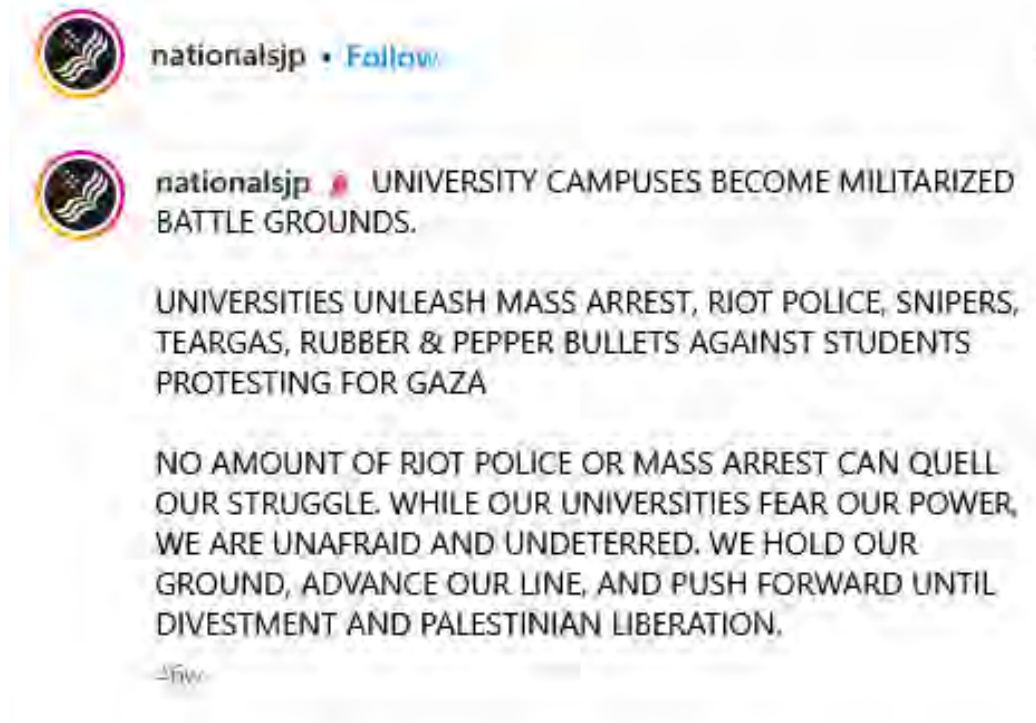 nationalsjp • Follow
nationalsjp 🚨 UNIVERSITY CAMPUSES BECOME MILITARIZED
BATTLE GROUNDS.
UNIVERSITIES UNLEASH MASS ARREST, RIOT POLICE, SNIPERS,
TEARGAS, RUBBER & PEPPER BULLETS AGAINST STUDENTS
PROTESTING FOR GAZA
NO AMOUNT OF RIOT POLICE OR MASS ARREST CAN QUELL
OUR STRUGGLE. WHILE OUR UNIVERSITIES FEAR OUR POWER,
WE ARE UNAFRAID AND UNDETERRED. WE HOLD OUR
GROUND, ADVANCE OUR LINE, AND PUSH FORWARD UNTIL
DIVESTMENT AND PALESTINIAN LIBERATION.